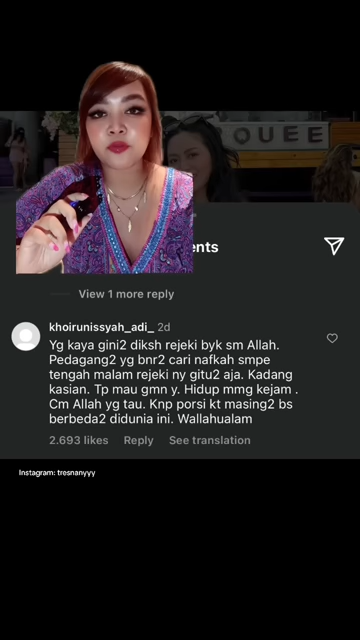 QUEE
ents
View 1 more reply
khoirunissyah_adi_ 2d
Yg kaya gini2 diksh rejeki byk sm Allah.
Pedagang2 yg bnr2 cari nafkah smpe
tengah malam rejeki ny gitu2 aja. Kadang
kasian. Tp mau gmn y. Hidup mmg kejam .
Cm Allah yg tau. Knp porsi kt masing2 bs
berbeda2 didunia ini. Wallahualam
2.693 likes Reply See translation
Instagram: tresnanyyy